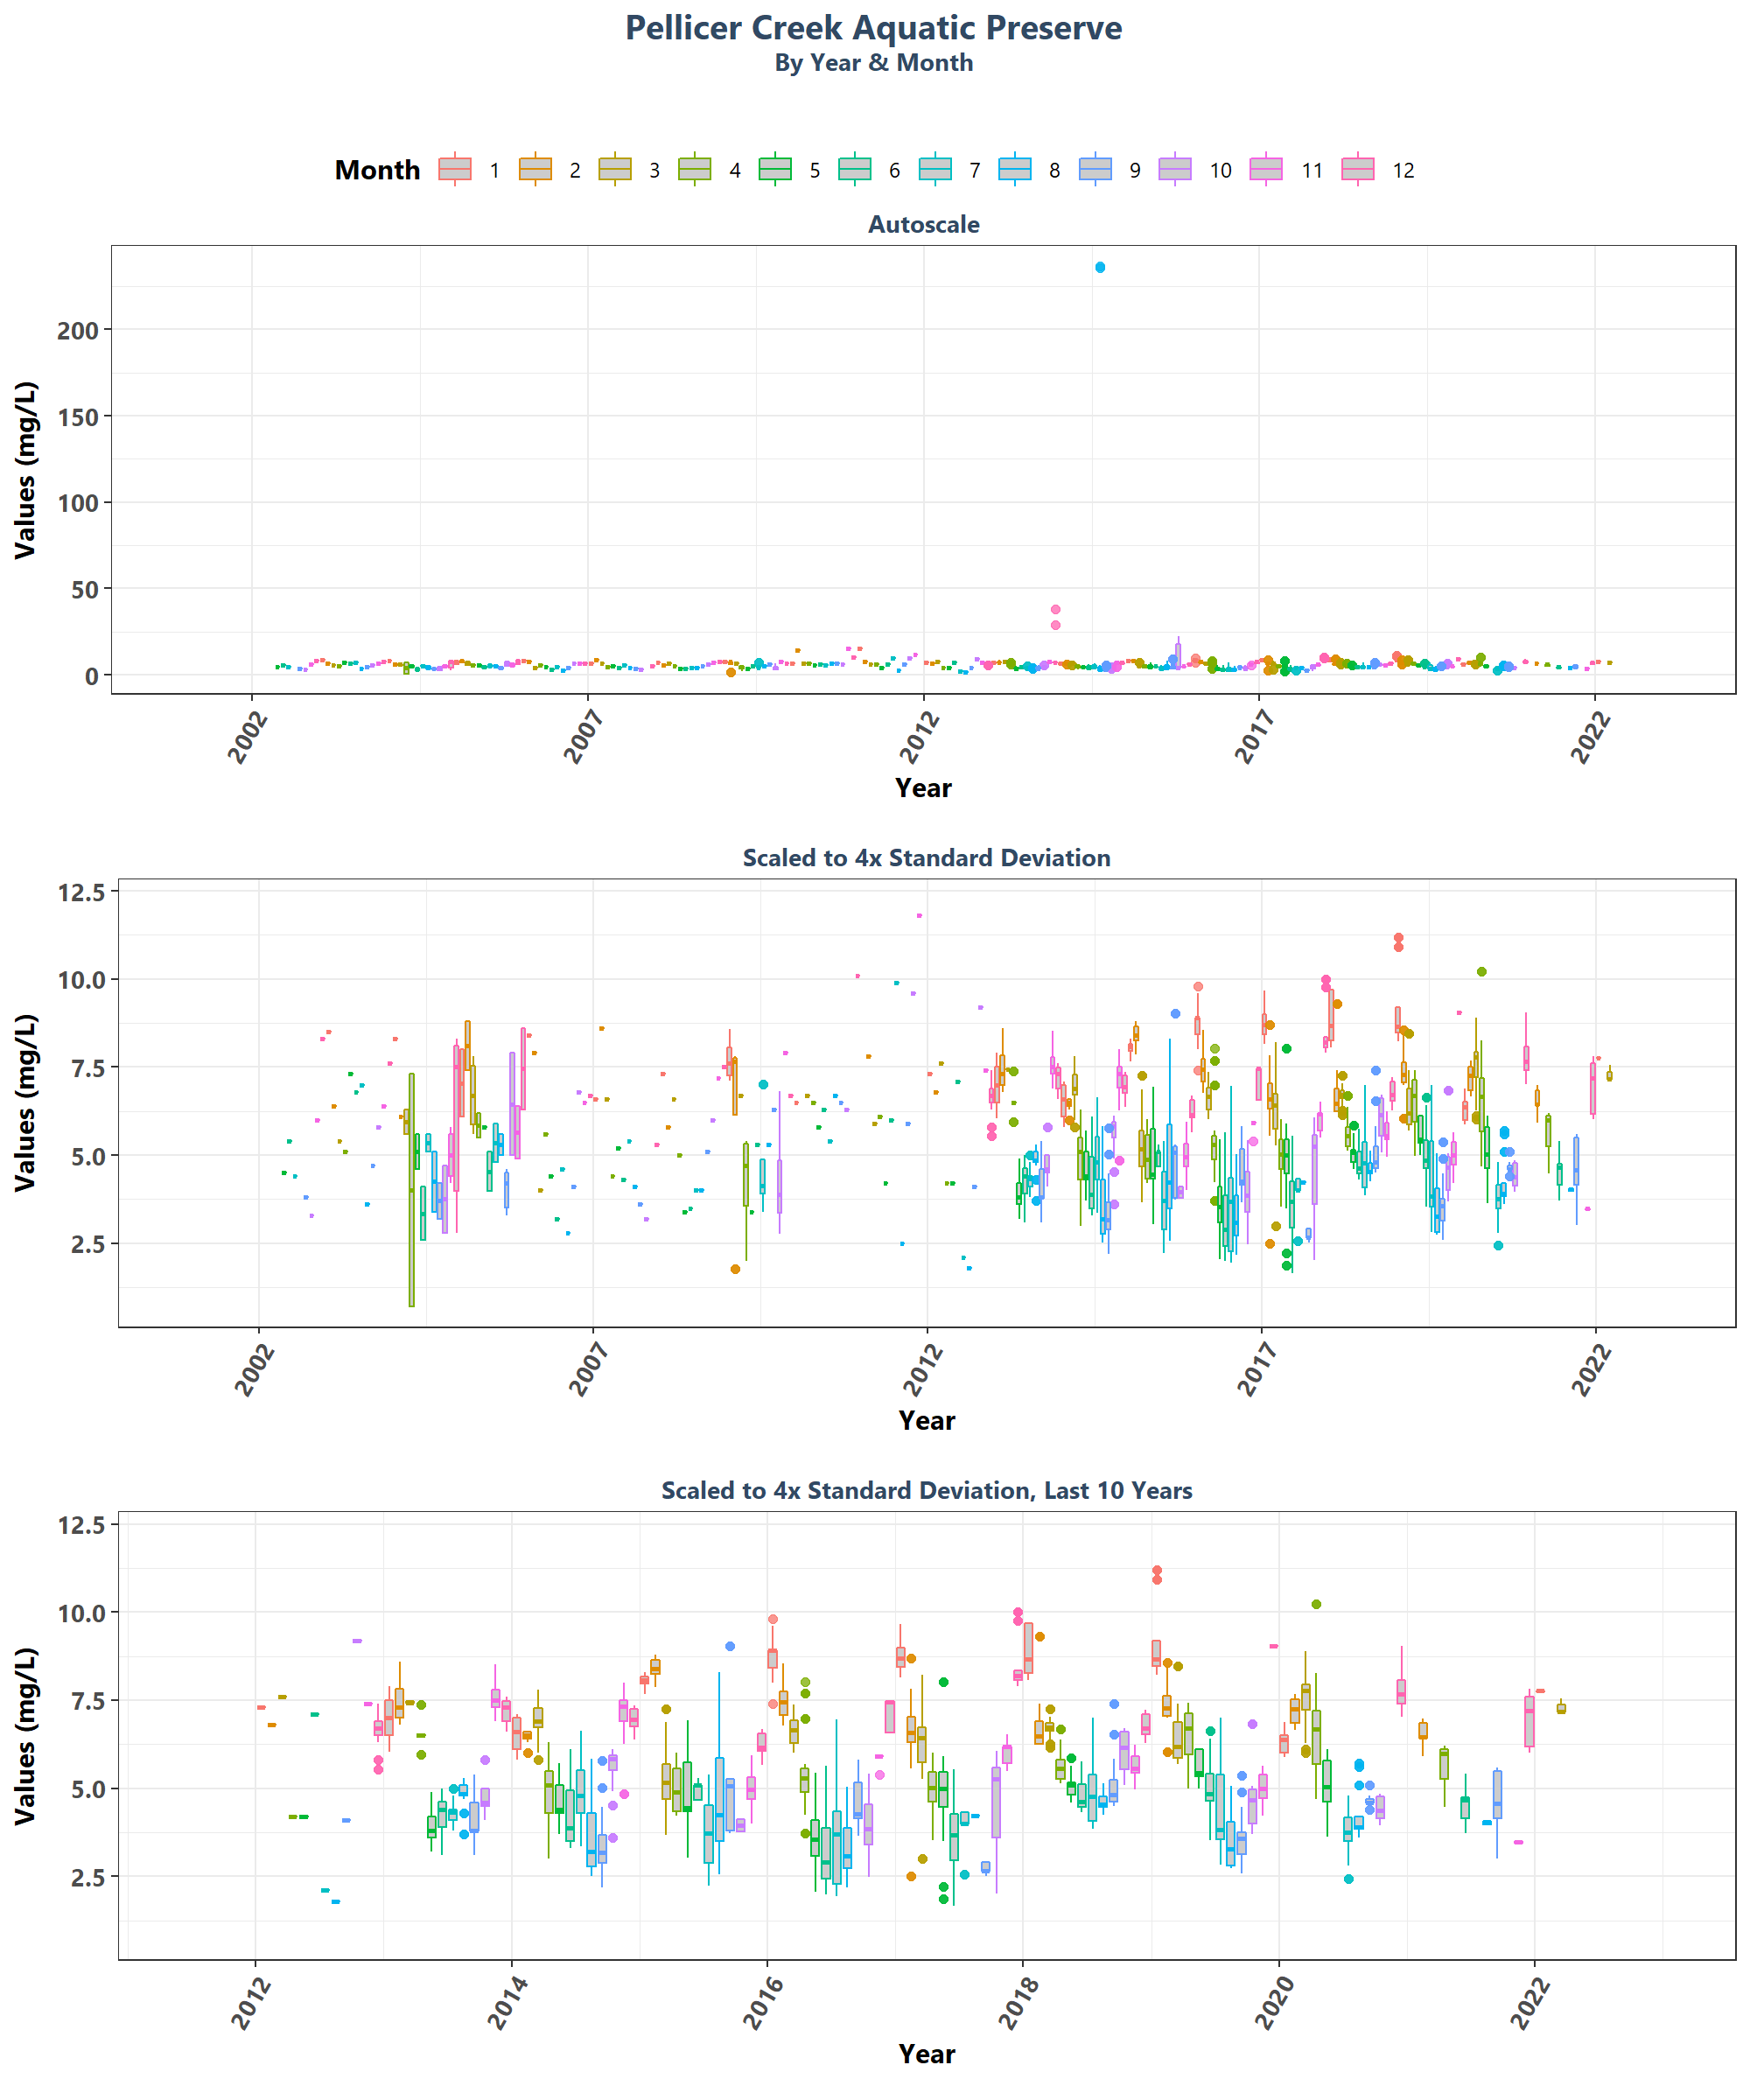 Pellicer Creek Aquatic Preserve
By Year & Month
Month 1 2 3 4 5 6 7 8 9 10 11 12
Autoscale
Values (mg/L)
200
150
100
50
0
2002 2007 2012 2017 2022
Year
Scaled to 4x Standard Deviation
Values (mg/L)
12.5
10.0
7.5
5.0
2.5
2002 2007 2012 2017 2022
Year
Scaled to 4x Standard Deviation, Last 10 Years
Values (mg/L)
12.5
10.0
7.5
5.0
2.5
2012 2014 2016 2018 2020 2022
Year